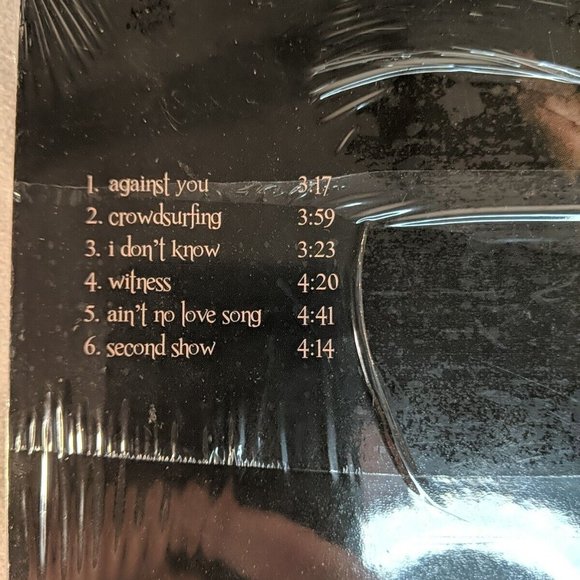 1. against you 3:17
2. crowdsurfing 3:59
3. i don't know 3:23
4. witness 4:20
5. ain't no love song 4:41
6. second show 4:14